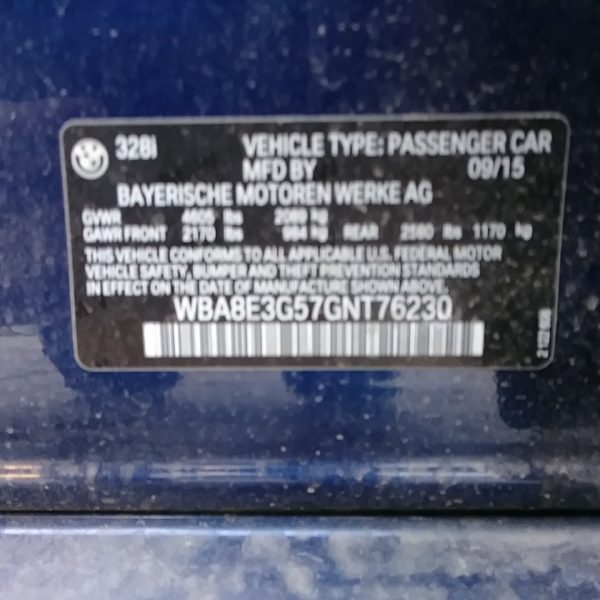 328i VEHICLE TYPE: PASSENGER CAR
MFD BY 09/15
BAYERISCHE MOTOREN WERKE AG
GVWR 4605 lbs 2089 kg
GAWR FRONT 2170 lbs 984 kg REAR 2580 lbs 1170 kg
THIS VEHICLE CONFORMS TO ALL APPLICABLE U.S. FEDERAL MOTOR
VEHICLE SAFETY, BUMPER AND THEFT PREVENTION STANDARDS
IN EFFECT ON THE DATE OF MANUFACTURE SHOWN ABOVE.
WBA8E3G57GNT76230